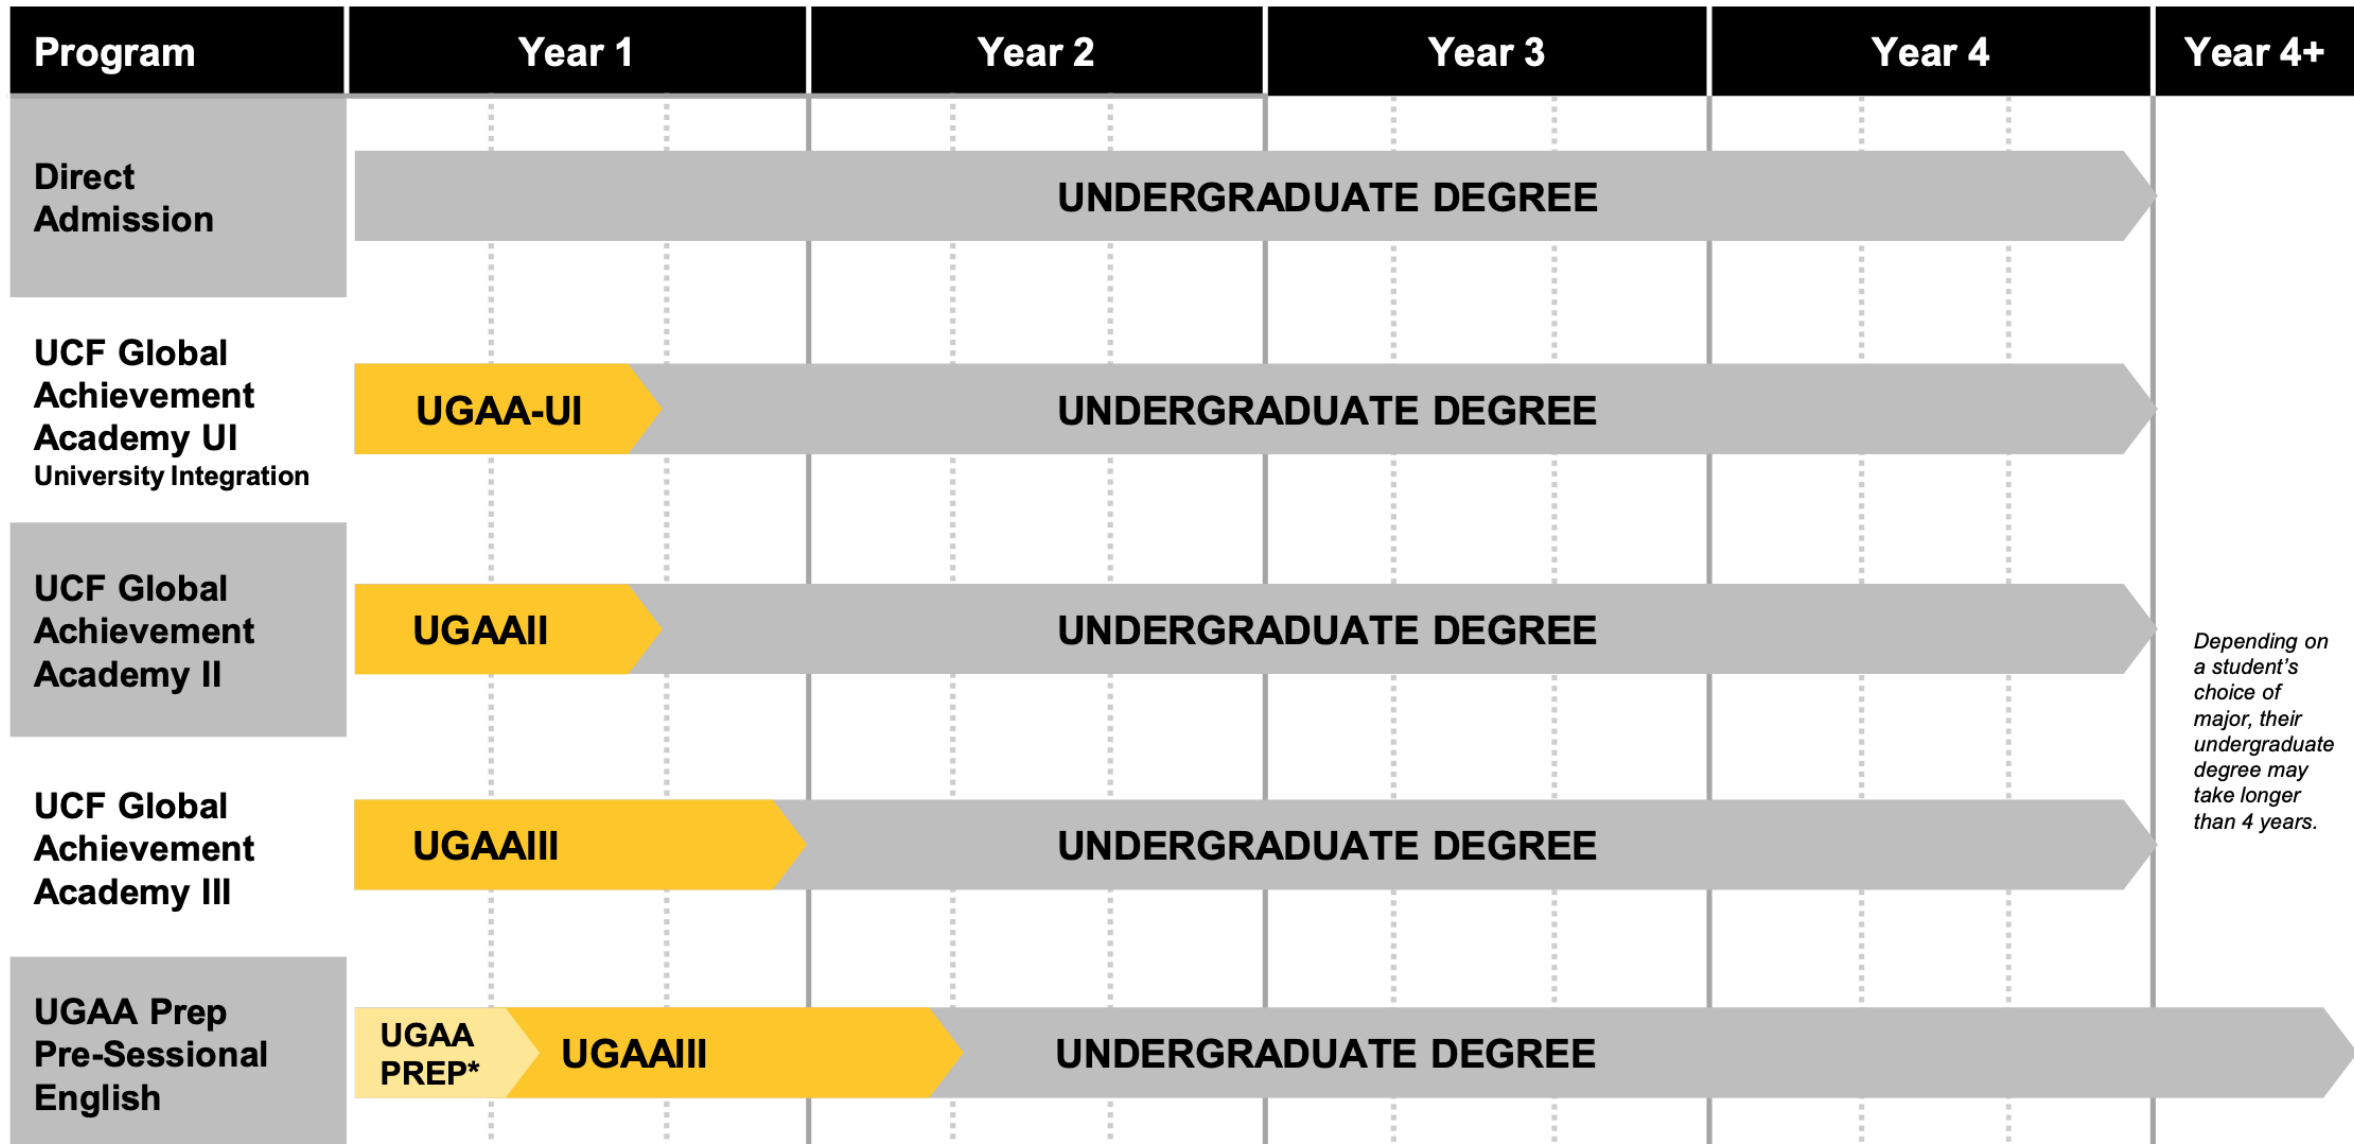 Program
Year 1
Year 2
Year 3
Year 4
Year 4+
Direct
Admission
UNDERGRADUATE DEGREE
UCF Global
Achievement
Academy UI
University Integration
UGAA-UI
UNDERGRADUATE DEGREE
UCF Global
Achievement
Academy II
UGAAII
UNDERGRADUATE DEGREE
Depending on
a student's
choice of
major, their
undergraduate
degree may
take longer
than 4 years.
UCF Global
Achievement
Academy III
UGAAIII
UNDERGRADUATE DEGREE
UGAA Prep
Pre-Sessional
English
UGAA
PREP*
UGAAIII
UNDERGRADUATE DEGREE